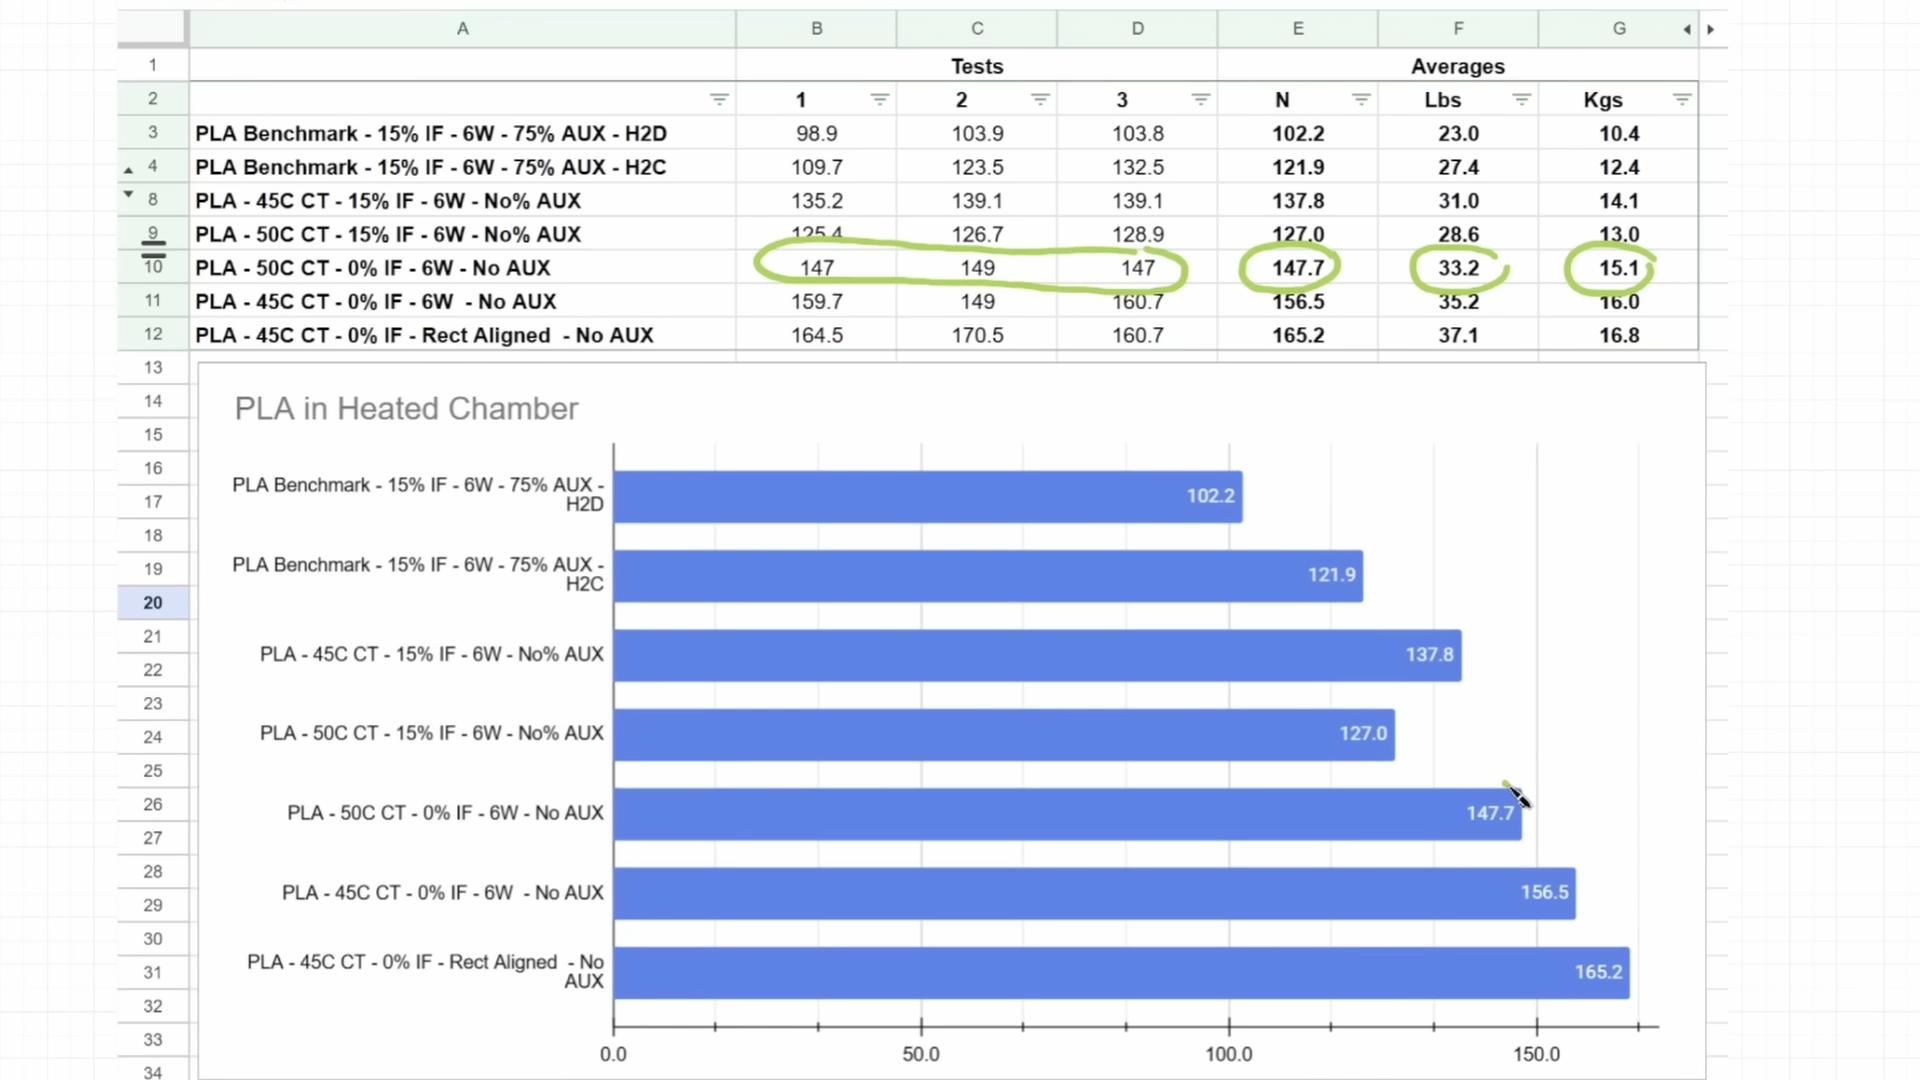 A B C D E F G
1 Tests Averages
2 1 2 3 N Lbs Kgs
3 PLA Benchmark - 15% IF - 6W - 75% AUX - H2D 98.9 103.9 103.8 102.2 23.0 10.4
4 PLA Benchmark - 15% IF - 6W - 75% AUX - H2C 109.7 123.5 132.5 121.9 27.4 12.4
8 PLA - 45C CT - 15% IF - 6W - No% AUX 135.2 139.1 139.1 137.8 31.0 14.1
9 PLA - 50C CT - 15% IF - 6W - No% AUX 125.4 126.7 128.9 127.0 28.6 13.0
10 PLA - 50C CT - 0% IF - 6W - No AUX 147 149 147 147.7 33.2 15.1
11 PLA - 45C CT - 0% IF - 6W  - No AUX 159.7 149 160.7 156.5 35.2 16.0
12 PLA - 45C CT - 0% IF - Rect Aligned  - No AUX 164.5 170.5 160.7 165.2 37.1 16.8
13
14 PLA in Heated Chamber
15
16 PLA Benchmark - 15% IF - 6W - 75% AUX - 102.2
17 H2D
18
19 PLA Benchmark - 15% IF - 6W - 75% AUX - 121.9
20 H2C
21
22 PLA - 45C CT - 15% IF - 6W - No% AUX 137.8
23
24 PLA - 50C CT - 15% IF - 6W - No% AUX 127.0
25
26 PLA - 50C CT - 0% IF - 6W - No AUX 147.7
27
28
29 PLA - 45C CT - 0% IF - 6W  - No AUX 156.5
30
31 PLA - 45C CT - 0% IF - Rect Aligned  - No 165.2
AUX
32
33 0.0 50.0 100.0 150.0
34